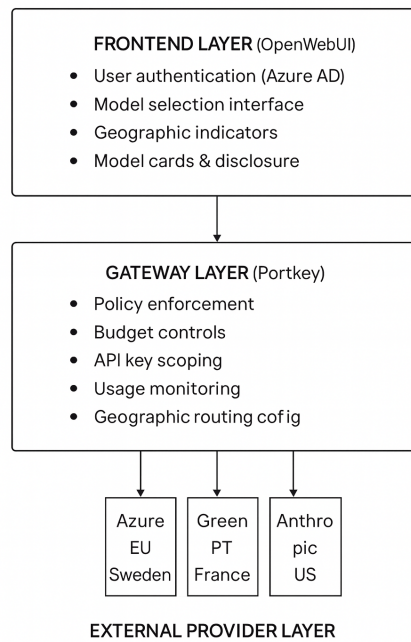 FRONTEND LAYER (OpenWebUI)
• User authentication (Azure AD)
• Model selection interface
• Geographic indicators
• Model cards & disclosure
GATEWAY LAYER (Portkey)
• Policy enforcement
• Budget controls
• API key scoping
• Usage monitoring
• Geographic routing cofig
Azure
EU
Sweden
Green
PT
France
Anthro
pic
US
EXTERNAL PROVIDER LAYER